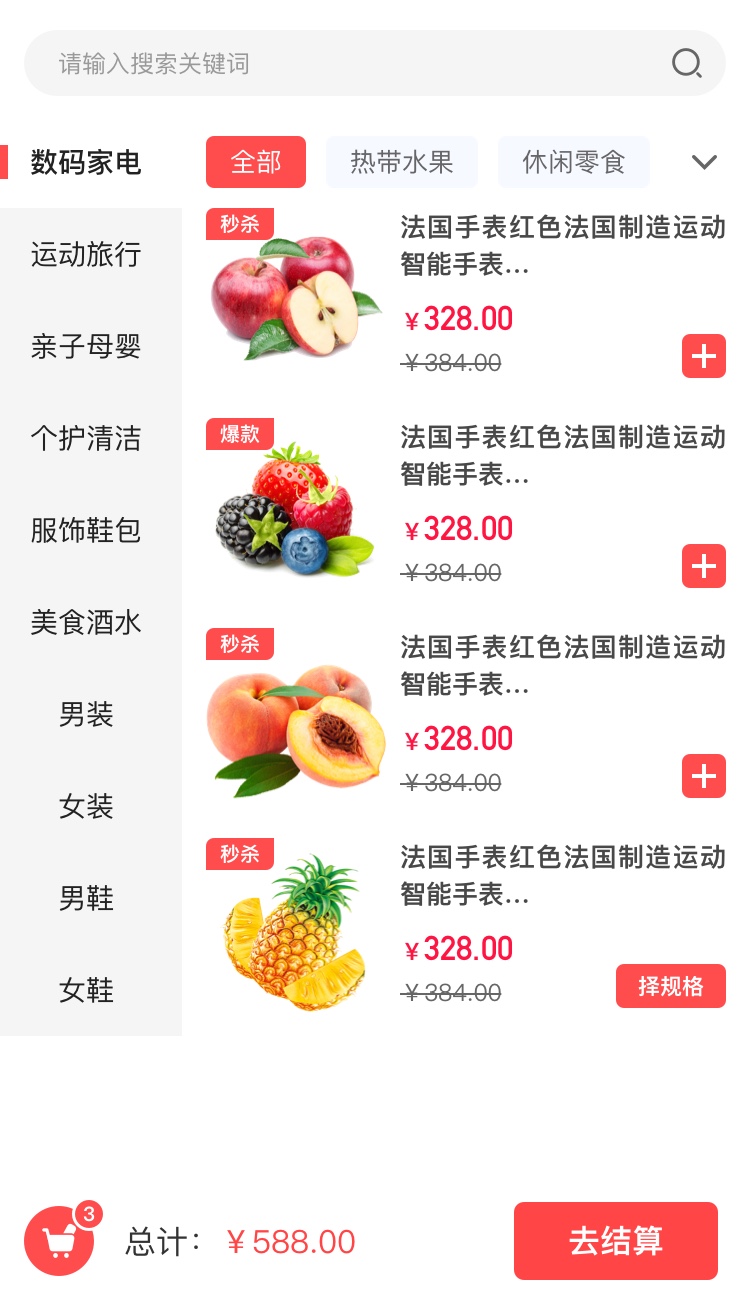 请输入搜索关键词
数码家电
全部
热带水果
休闲零食
运动旅行
亲子母婴
个护清洁
服饰鞋包
美食酒水
男装
女装
男鞋
女鞋
秒杀
法国手表红色法国制造运动
智能手表...
¥328.00
¥384.00
爆款
法国手表红色法国制造运动
智能手表...
¥328.00
¥384.00
秒杀
法国手表红色法国制造运动
智能手表...
¥328.00
¥384.00
秒杀
法国手表红色法国制造运动
智能手表...
¥328.00
¥384.00
择规格
3
总计：
¥588.00
去结算